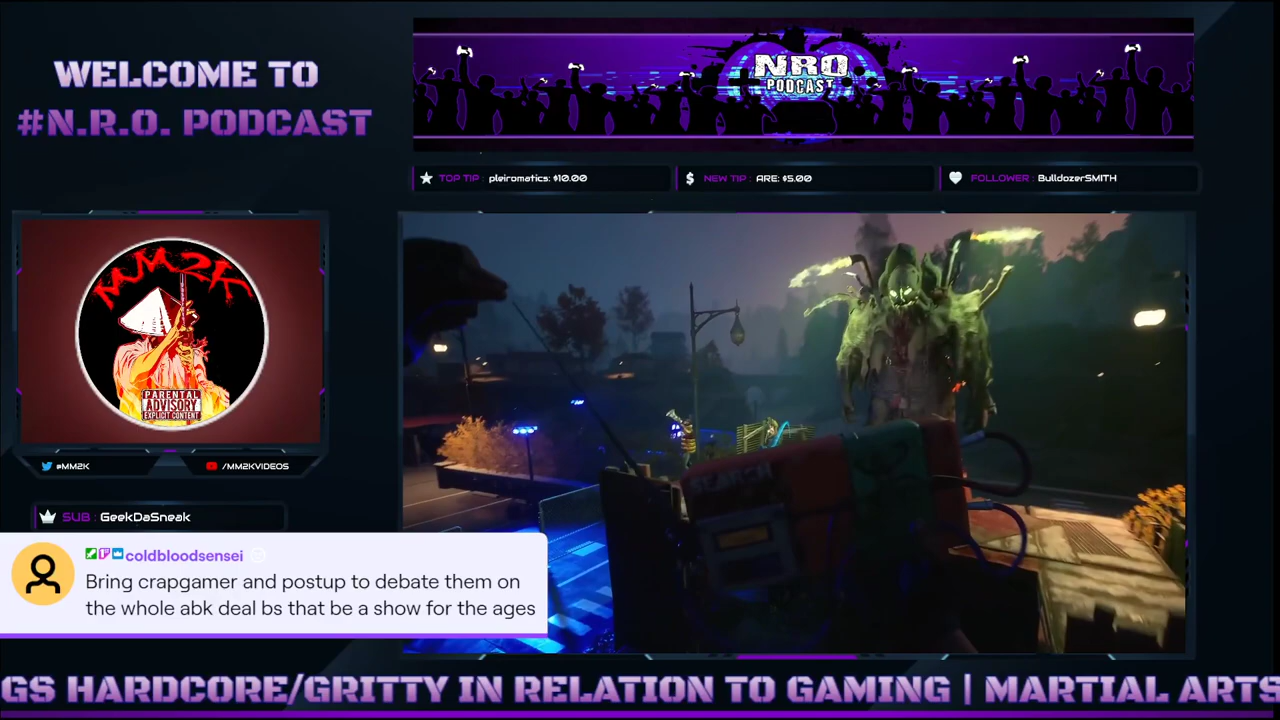 WELCOME TO
#N.R.O. PODCAST
NRO
PODCAST
TOP TIP : pleiromatics: $10.00
NEW TIP : ARE: $5.00
FOLLOWER : BulldozerSMITH
MM2K
PARENTAL
ADVISORY
EXPLICIT CONTENT
@MM2K
/MM2KVIDEOS
SUB : GeekDaSneak
coldbloodsensei
Bring crapgamer and postup to debate them on
the whole abk deal bs that be a show for the ages
GS HARDCORE/GRITTY IN RELATION TO GAMING | MARTIAL ARTS